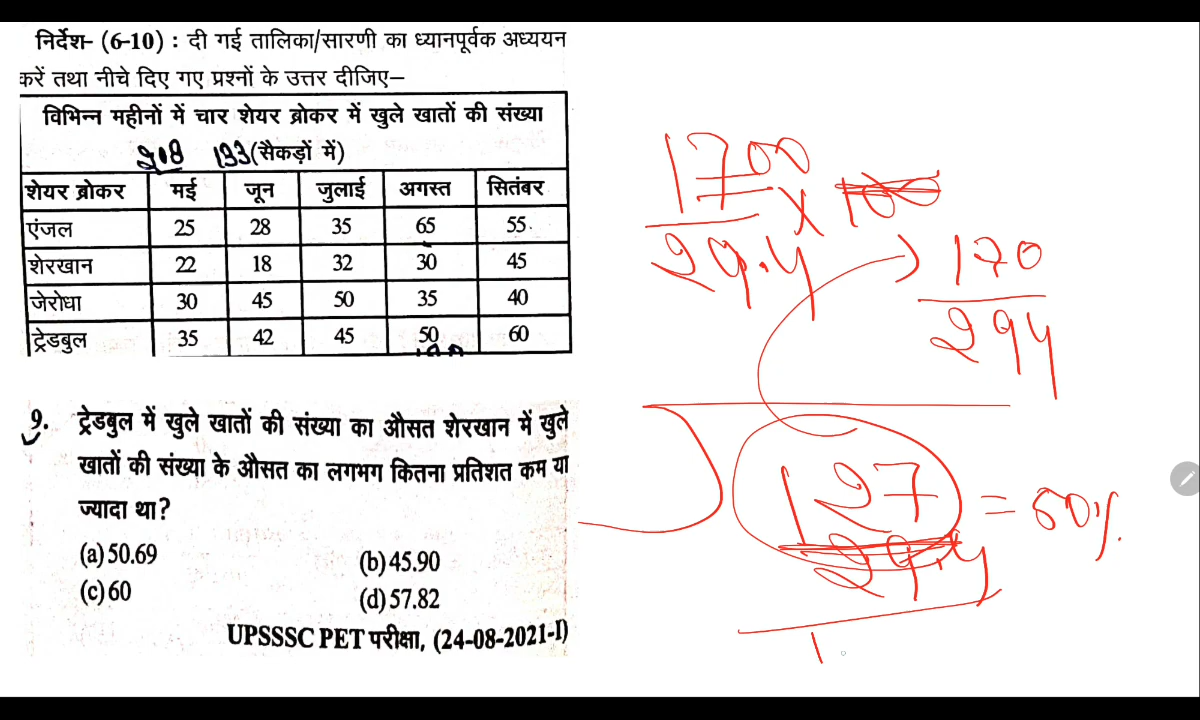 निर्देश- (6-10) : दी गई तालिका/सारणी का ध्यानपूर्वक अध्ययन
करें तथा नीचे दिए गए प्रश्नों के उत्तर दीजिए–
विभिन्न महीनों में चार शेयर ब्रोकर में खुले खातों की संख्या
208 133 (सैकड़ों में)
शेयर ब्रोकर मई जून जुलाई अगस्त सितंबर
एंजल 25 28 35 65 55
शेरखान 22 18 32 30 45
जेरोधा 30 45 50 35 40
ट्रेडबुल 35 42 45 50 60
9. ट्रेडबुल में खुले खातों की संख्या का औसत शेरखान में खुले
खातों की संख्या के औसत का लगभग कितना प्रतिशत कम या
ज्यादा था?
(a) 50.69 (b) 45.90
(c) 60 (d) 57.82
UPSSSC PET परीक्षा, (24-08-2021-I)
1700 x 100
29.4
170
294
127 = 60%
29.4